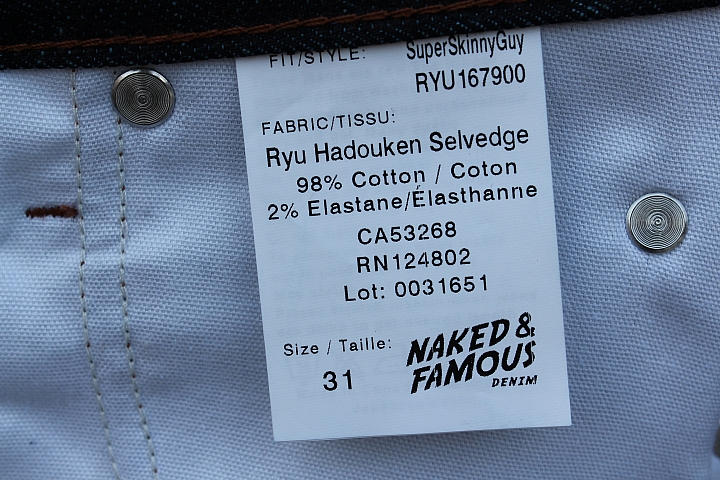 FIT/STYLE: SuperSkinnyGuy
RYU167900
FABRIC/TISSU:
Ryu Hadouken Selvedge
98% Cotton / Coton
2% Elastane/Élasthanne
CA53268
RN124802
Lot: 0031651
Size / Taille:
31
NAKED &
FAMOUS
DENIM